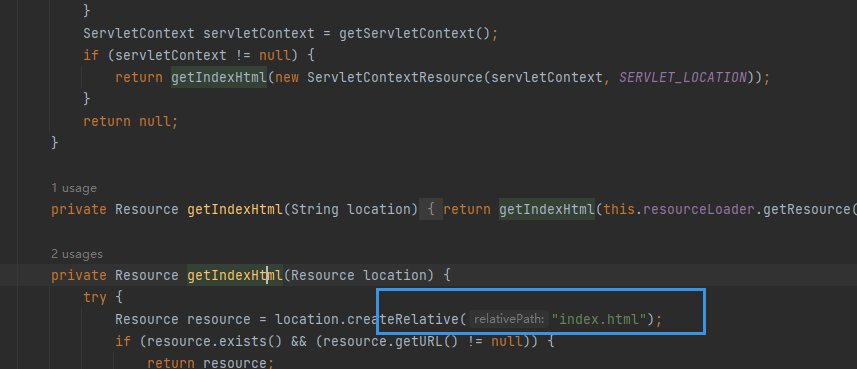 }
ServletContext servletContext = getServletContext();
if (servletContext != null) {
return getIndexHtml(new ServletContextResource(servletContext, SERVLET_LOCATION));
}
return null;
}
1 usage
private Resource getIndexHtml(String location) { return getIndexHtml(this.resourceLoader.getResource(
2 usages
private Resource getIndexHtml(Resource location) {
try {
Resource resource = location.createRelative( relativePath: "index.html");
if (resource.exists() && (resource.getURL() != null)) {
return resource;